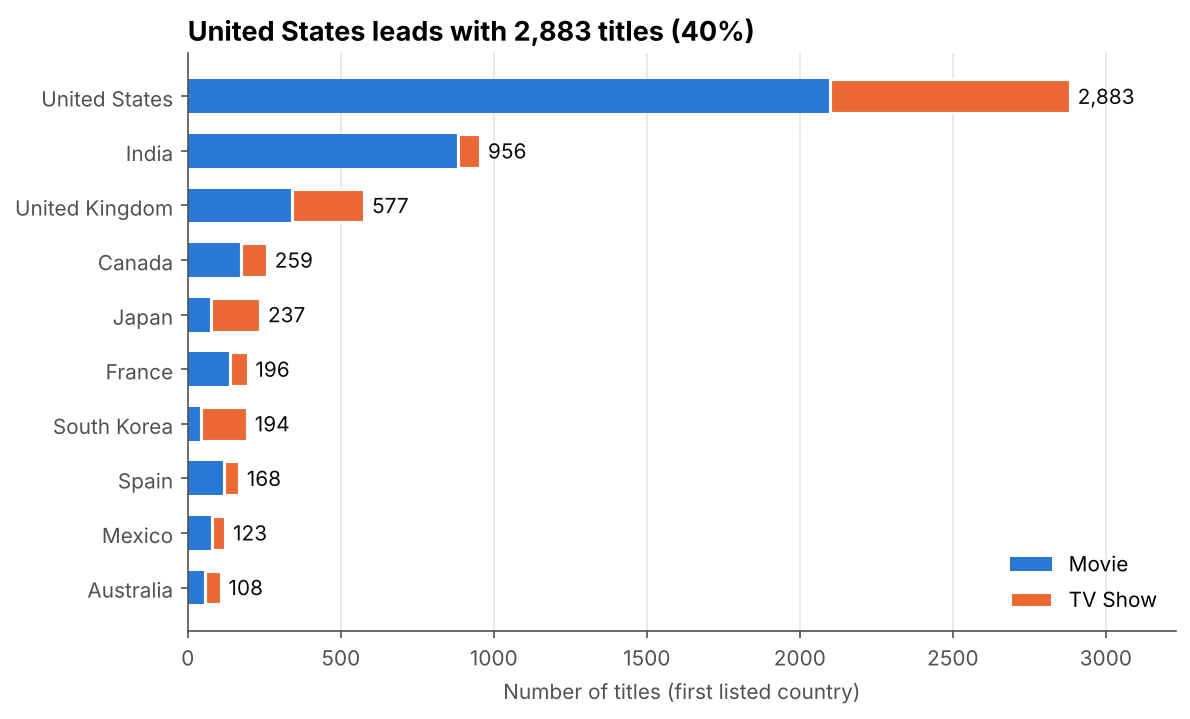 United States leads with 2,883 titles (40%)
United States 2,883
India 956
United Kingdom 577
Canada 259
Japan 237
France 196
South Korea 194
Spain 168
Mexico 123
Australia 108
Movie
TV Show
0 500 1000 1500 2000 2500 3000
Number of titles (first listed country)